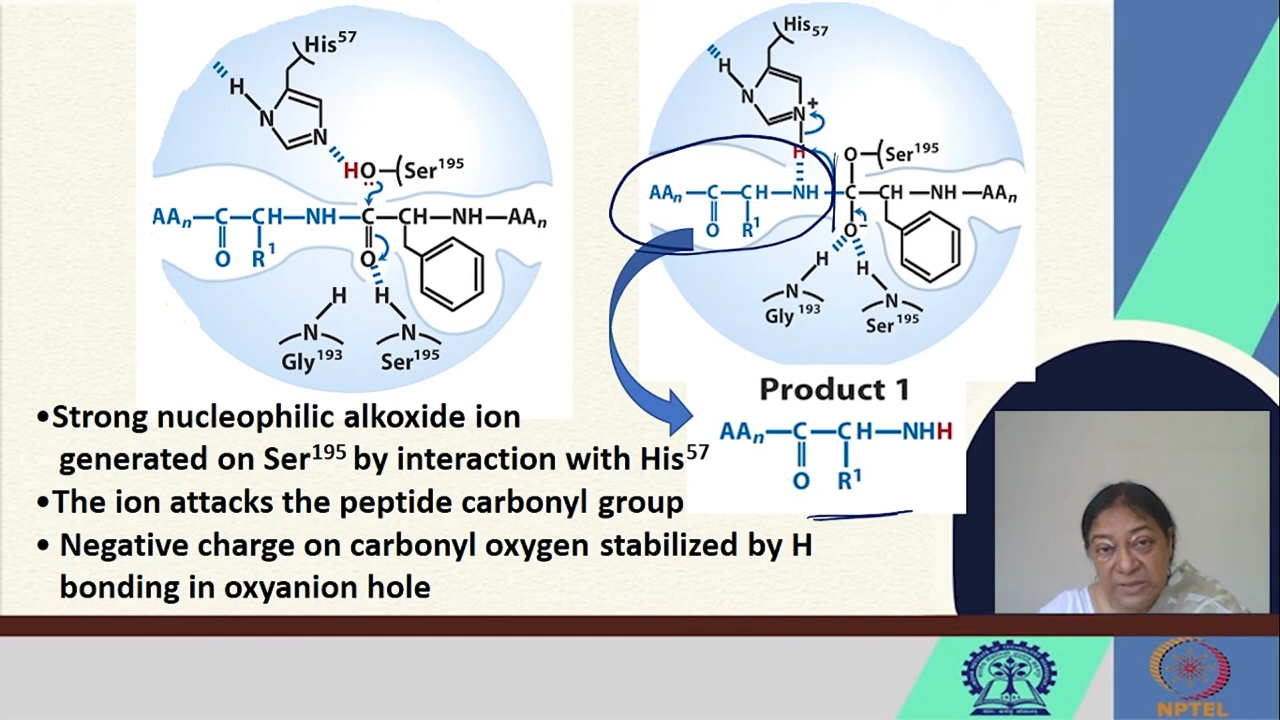 His57
H
N
N
HO–(Ser195
AAn–C–CH–NH–C–CH–NH–AAn
O R1 O
H H
N N
Gly193 Ser195
His57
H
N N+
H O–(Ser195
AAn–C–CH–NH–C–CH–NH–AAn
O R1 O−
H H
N N
Gly193 Ser195
Product 1
AAn–C–CH–NHH
O R1
•Strong nucleophilic alkoxide ion
generated on Ser195 by interaction with His57
•The ion attacks the peptide carbonyl group
• Negative charge on carbonyl oxygen stabilized by H
bonding in oxyanion hole
NPTEL